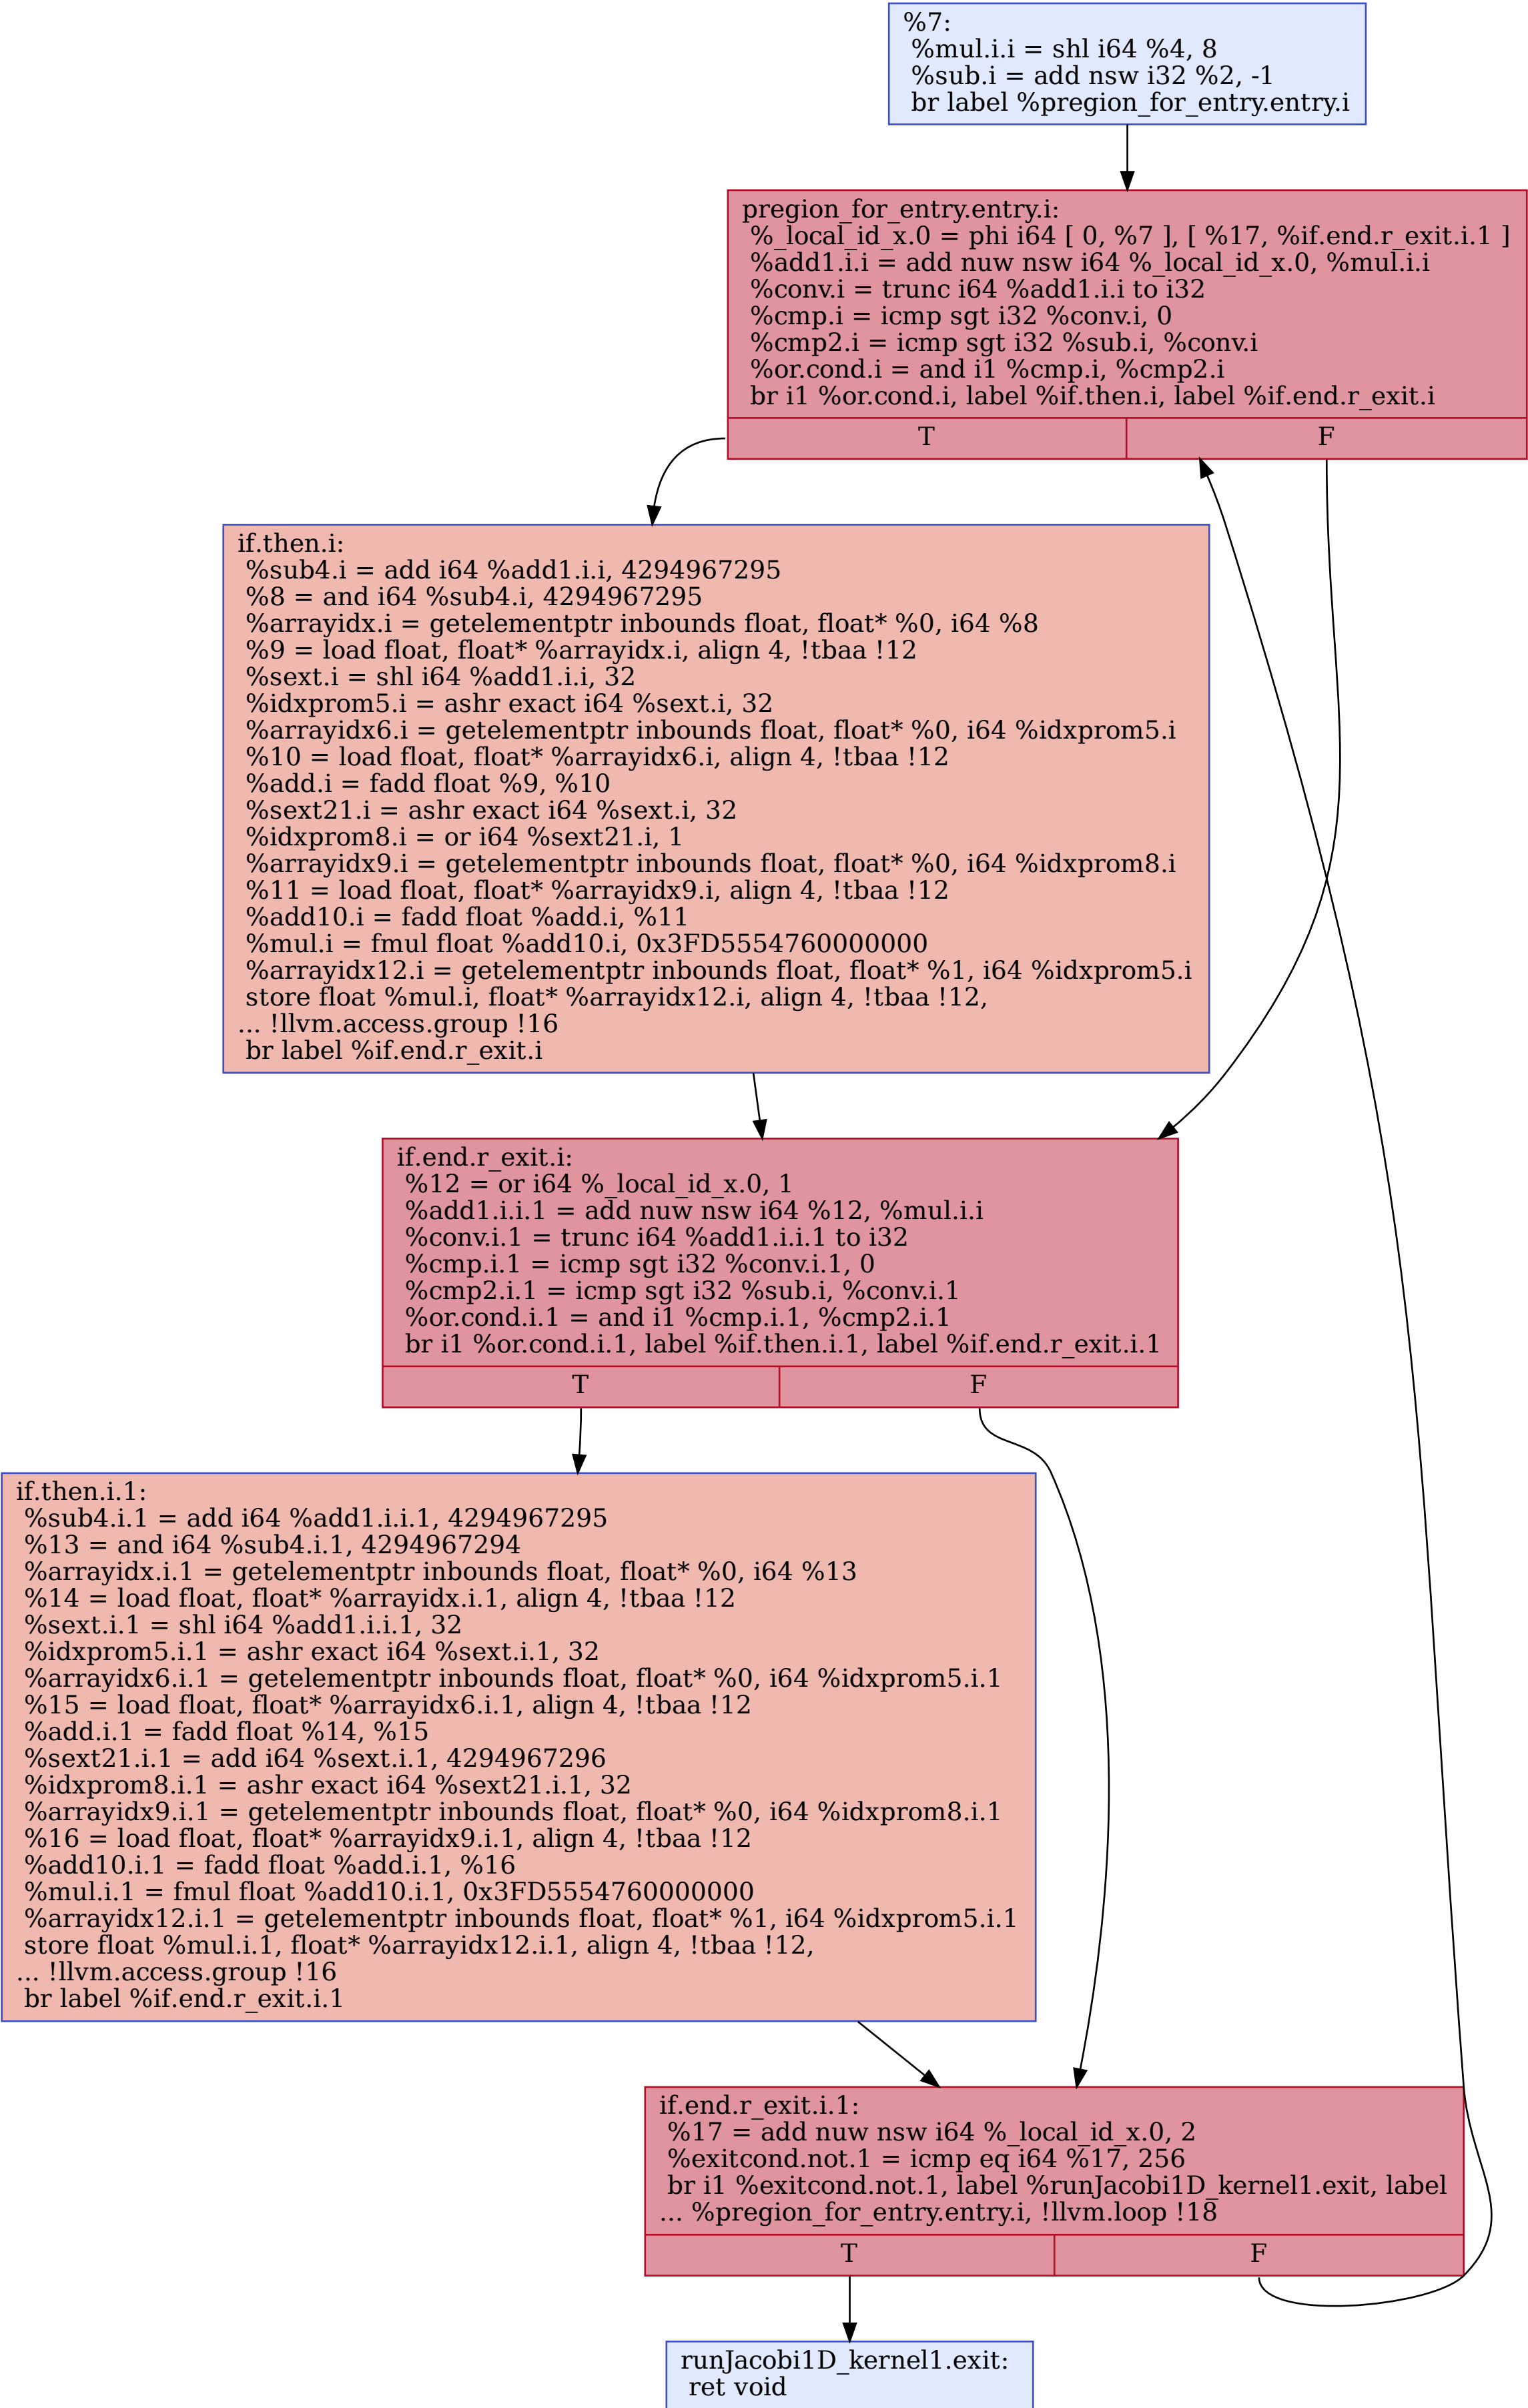 %7:
%mul.i.i = shl i64 %4, 8
%sub.i = add nsw i32 %2, -1
br label %pregion_for_entry.entry.i
pregion_for_entry.entry.i:
%_local_id_x.0 = phi i64 [ 0, %7 ], [ %17, %if.end.r_exit.i.1 ]
%add1.i.i = add nuw nsw i64 %_local_id_x.0, %mul.i.i
%conv.i = trunc i64 %add1.i.i to i32
%cmp.i = icmp sgt i32 %conv.i, 0
%cmp2.i = icmp sgt i32 %sub.i, %conv.i
%or.cond.i = and i1 %cmp.i, %cmp2.i
br i1 %or.cond.i, label %if.then.i, label %if.end.r_exit.i
T F
if.then.i:
%sub4.i = add i64 %add1.i.i, 4294967295
%8 = and i64 %sub4.i, 4294967295
%arrayidx.i = getelementptr inbounds float, float* %0, i64 %8
%9 = load float, float* %arrayidx.i, align 4, !tbaa !12
%sext.i = shl i64 %add1.i.i, 32
%idxprom5.i = ashr exact i64 %sext.i, 32
%arrayidx6.i = getelementptr inbounds float, float* %0, i64 %idxprom5.i
%10 = load float, float* %arrayidx6.i, align 4, !tbaa !12
%add.i = fadd float %9, %10
%sext21.i = ashr exact i64 %sext.i, 32
%idxprom8.i = or i64 %sext21.i, 1
%arrayidx9.i = getelementptr inbounds float, float* %0, i64 %idxprom8.i
%11 = load float, float* %arrayidx9.i, align 4, !tbaa !12
%add10.i = fadd float %add.i, %11
%mul.i = fmul float %add10.i, 0x3FD5554760000000
%arrayidx12.i = getelementptr inbounds float, float* %1, i64 %idxprom5.i
store float %mul.i, float* %arrayidx12.i, align 4, !tbaa !12,
... !llvm.access.group !16
br label %if.end.r_exit.i
if.end.r_exit.i:
%12 = or i64 %_local_id_x.0, 1
%add1.i.i.1 = add nuw nsw i64 %12, %mul.i.i
%conv.i.1 = trunc i64 %add1.i.i.1 to i32
%cmp.i.1 = icmp sgt i32 %conv.i.1, 0
%cmp2.i.1 = icmp sgt i32 %sub.i, %conv.i.1
%or.cond.i.1 = and i1 %cmp.i.1, %cmp2.i.1
br i1 %or.cond.i.1, label %if.then.i.1, label %if.end.r_exit.i.1
T F
if.then.i.1:
%sub4.i.1 = add i64 %add1.i.i.1, 4294967295
%13 = and i64 %sub4.i.1, 4294967294
%arrayidx.i.1 = getelementptr inbounds float, float* %0, i64 %13
%14 = load float, float* %arrayidx.i.1, align 4, !tbaa !12
%sext.i.1 = shl i64 %add1.i.i.1, 32
%idxprom5.i.1 = ashr exact i64 %sext.i.1, 32
%arrayidx6.i.1 = getelementptr inbounds float, float* %0, i64 %idxprom5.i.1
%15 = load float, float* %arrayidx6.i.1, align 4, !tbaa !12
%add.i.1 = fadd float %14, %15
%sext21.i.1 = add i64 %sext.i.1, 4294967296
%idxprom8.i.1 = ashr exact i64 %sext21.i.1, 32
%arrayidx9.i.1 = getelementptr inbounds float, float* %0, i64 %idxprom8.i.1
%16 = load float, float* %arrayidx9.i.1, align 4, !tbaa !12
%add10.i.1 = fadd float %add.i.1, %16
%mul.i.1 = fmul float %add10.i.1, 0x3FD5554760000000
%arrayidx12.i.1 = getelementptr inbounds float, float* %1, i64 %idxprom5.i.1
store float %mul.i.1, float* %arrayidx12.i.1, align 4, !tbaa !12,
... !llvm.access.group !16
br label %if.end.r_exit.i.1
if.end.r_exit.i.1:
%17 = add nuw nsw i64 %_local_id_x.0, 2
%exitcond.not.1 = icmp eq i64 %17, 256
br i1 %exitcond.not.1, label %runJacobi1D_kernel1.exit, label
... %pregion_for_entry.entry.i, !llvm.loop !18
T F
runJacobi1D_kernel1.exit:
ret void